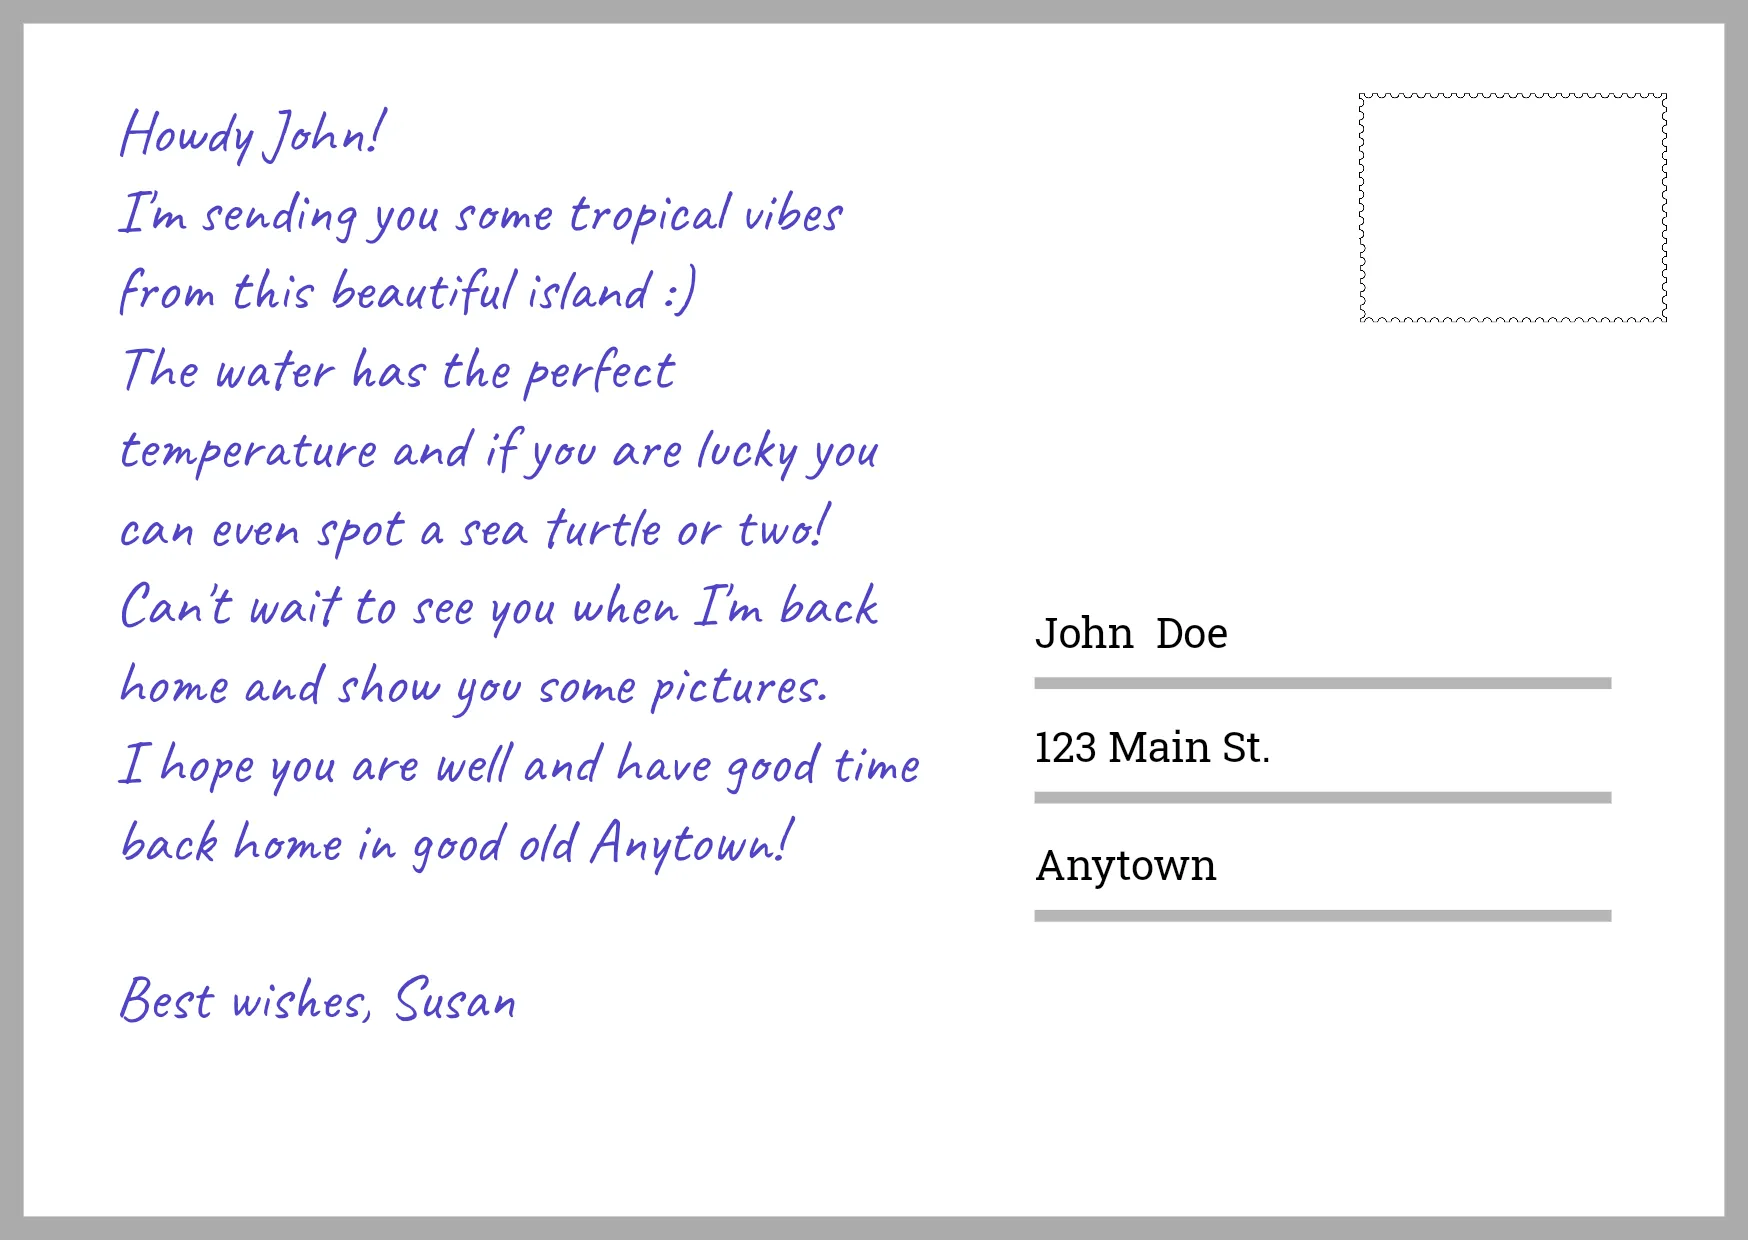 Howdy John!
I'm sending you some tropical vibes
from this beautiful island :)
The water has the perfect
temperature and if you are lucky you
can even spot a sea turtle or two!
Can't wait to see you when I'm back
home and show you some pictures.
I hope you are well and have good time
back home in good old Anytown!
Best wishes, Susan
John Doe
123 Main St.
Anytown